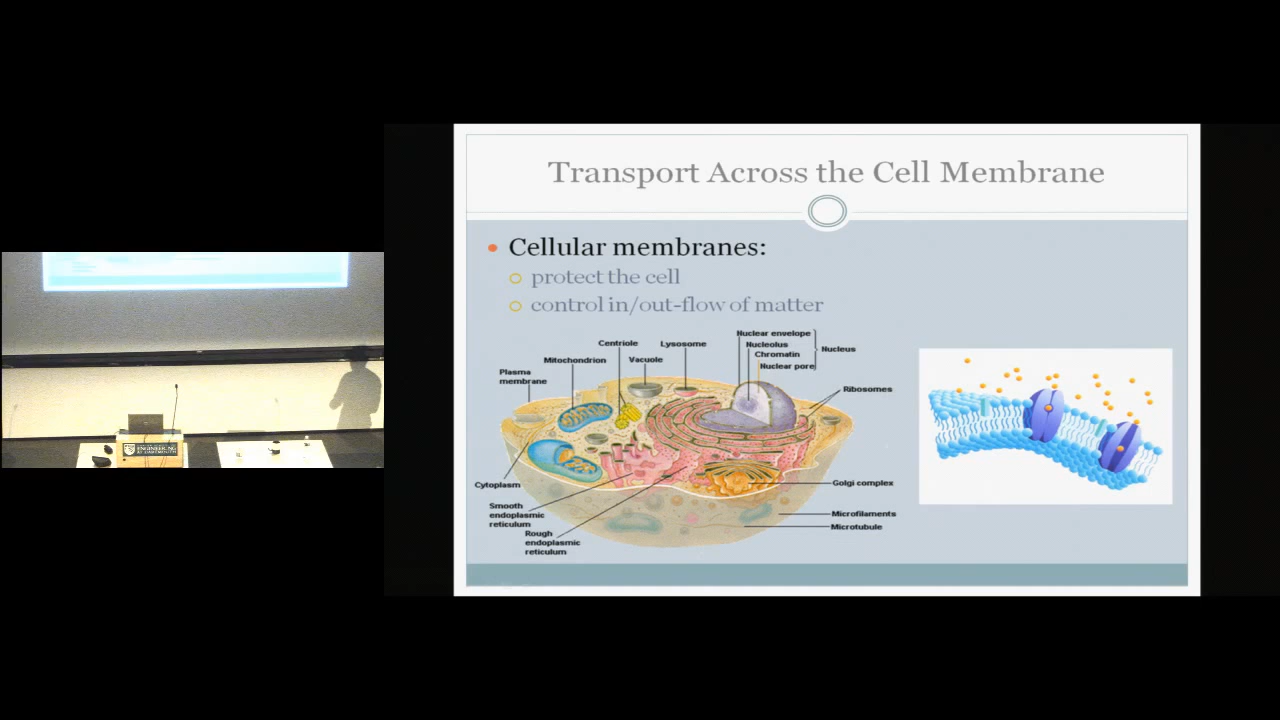 Transport Across the Cell Membrane
Cellular membranes:
protect the cell
control in/out-flow of matter
Nuclear envelope
Nucleolus
Chromatin
Nuclear pore
Nucleus
Centriole
Lysosome
Mitochondrion
Vacuole
Plasma
membrane
Ribosomes
Cytoplasm
Golgi complex
Smooth
endoplasmic
reticulum
Microfilaments
Microtubule
Rough
endoplasmic
reticulum
ENGINEERING